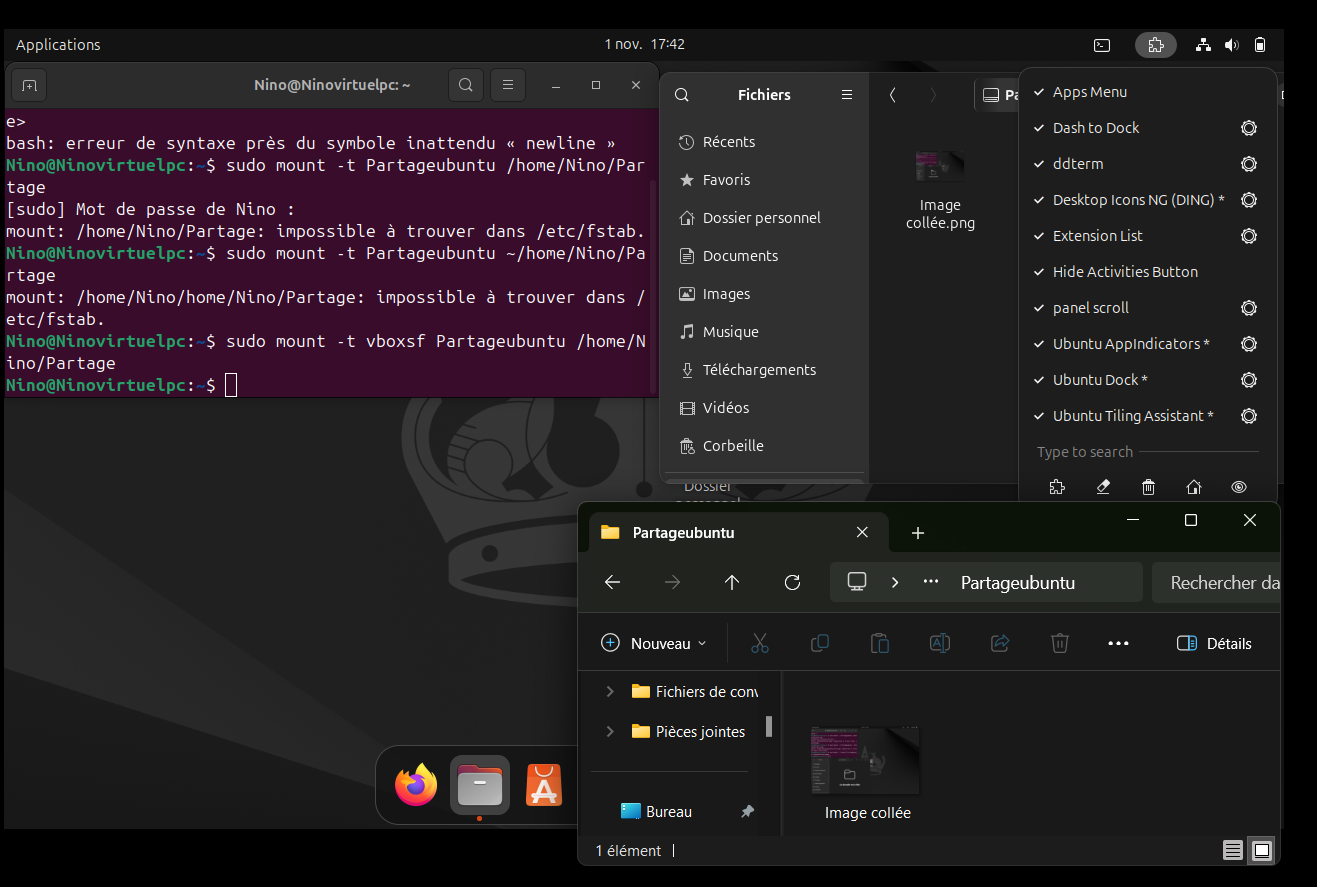 Applications
1 nov. 17:42
Nino@Ninovirtuelpc: ~
e>
bash: erreur de syntaxe près du symbole inattendu « newline »
Nino@Ninovirtuelpc:~$ sudo mount -t Partageubuntu /home/Nino/Par
tage
[sudo] Mot de passe de Nino :
mount: /home/Nino/Partage: impossible à trouver dans /etc/fstab.
Nino@Ninovirtuelpc:~$ sudo mount -t Partageubuntu ~/home/Nino/Pa
rtage
mount: /home/Nino/home/Nino/Partage: impossible à trouver dans /
etc/fstab.
Nino@Ninovirtuelpc:~$ sudo mount -t vboxsf Partageubuntu /home/N
ino/Partage
Nino@Ninovirtuelpc:~$
Fichiers
Récents
Favoris
Dossier personnel
Documents
Images
Musique
Téléchargements
Vidéos
Corbeille
Pa
Image
collée.png
Apps Menu
Dash to Dock
ddterm
Desktop Icons NG (DING) *
Extension List
Hide Activities Button
panel scroll
Ubuntu AppIndicators *
Ubuntu Dock *
Ubuntu Tiling Assistant *
Type to search
Dossier
Partageubuntu
Partageubuntu
Rechercher da
Nouveau
Détails
Fichiers de conv
Pièces jointes
Bureau
Image collée
1 élément